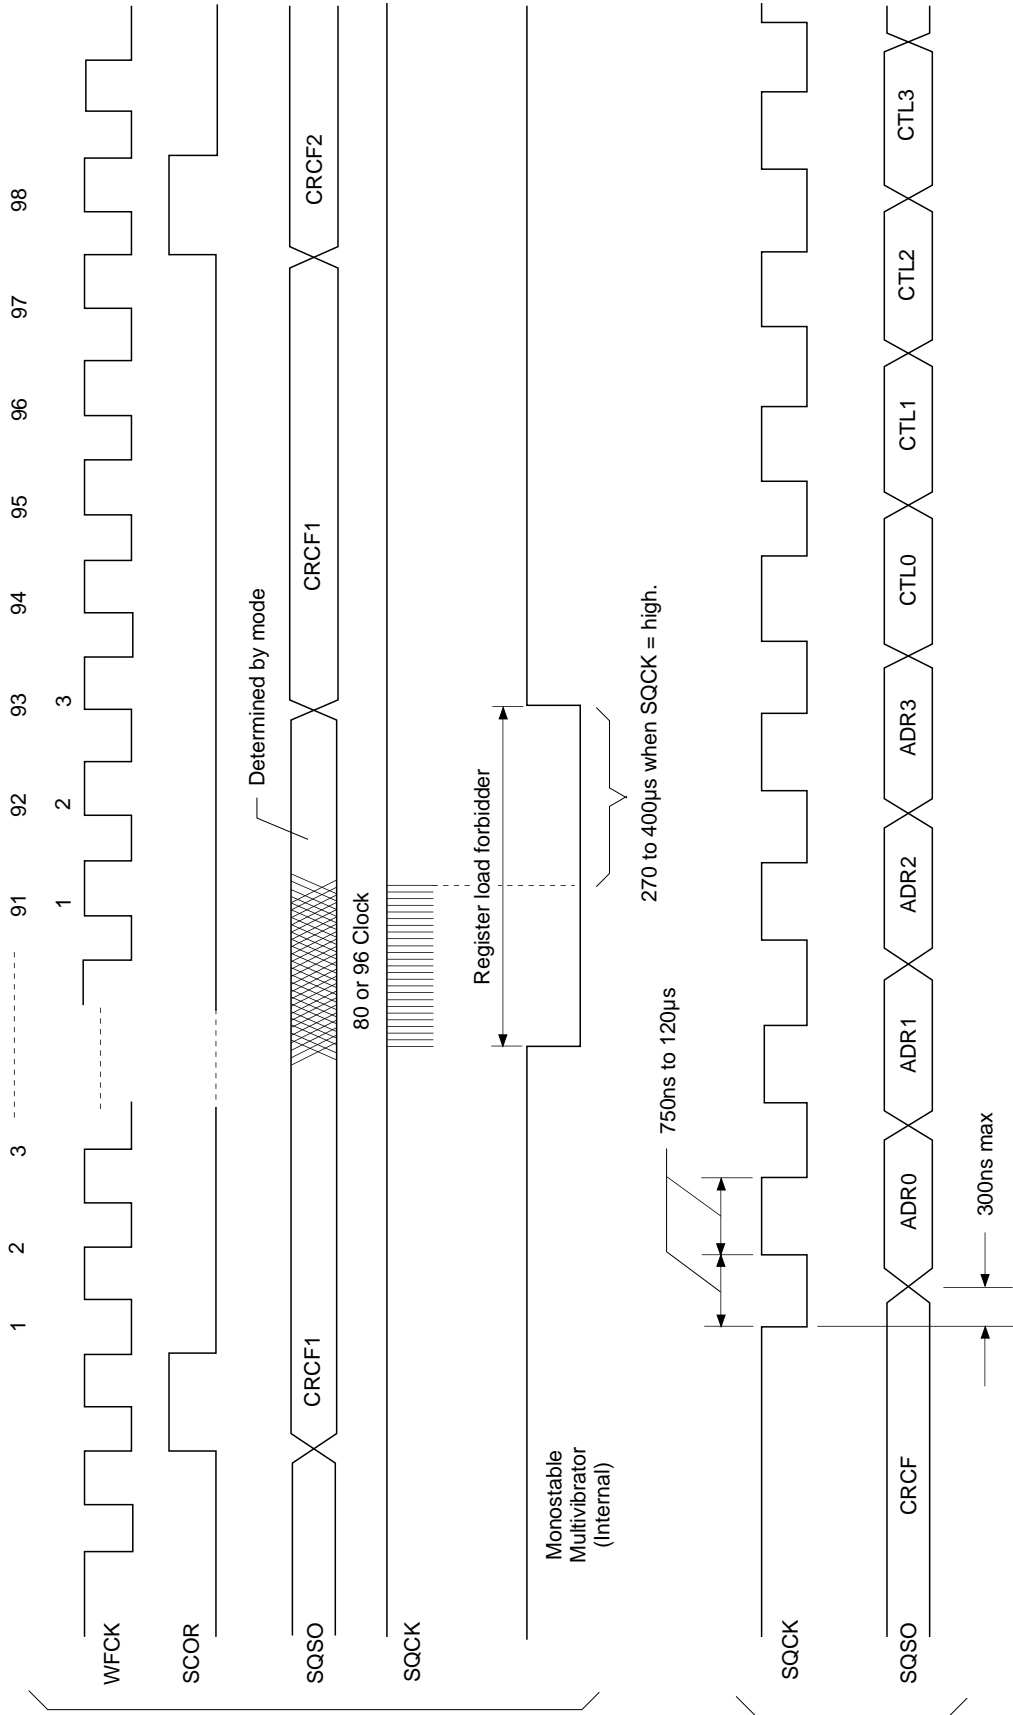 1 2 3 91 92 93 94 95 96 97 98
1 2 3
WFCK
SCOR
Determined by mode
SQSO
CRCF1
CRCF1
CRCF2
80 or 96 Clock
SQCK
Register load forbidder
Monostable
Multivibrator
(Internal)
270 to 400µs when SQCK = high.
750ns to 120µs
SQCK
SQSO
CRCF
ADR0
ADR1
ADR2
ADR3
CTL0
CTL1
CTL2
CTL3
300ns max